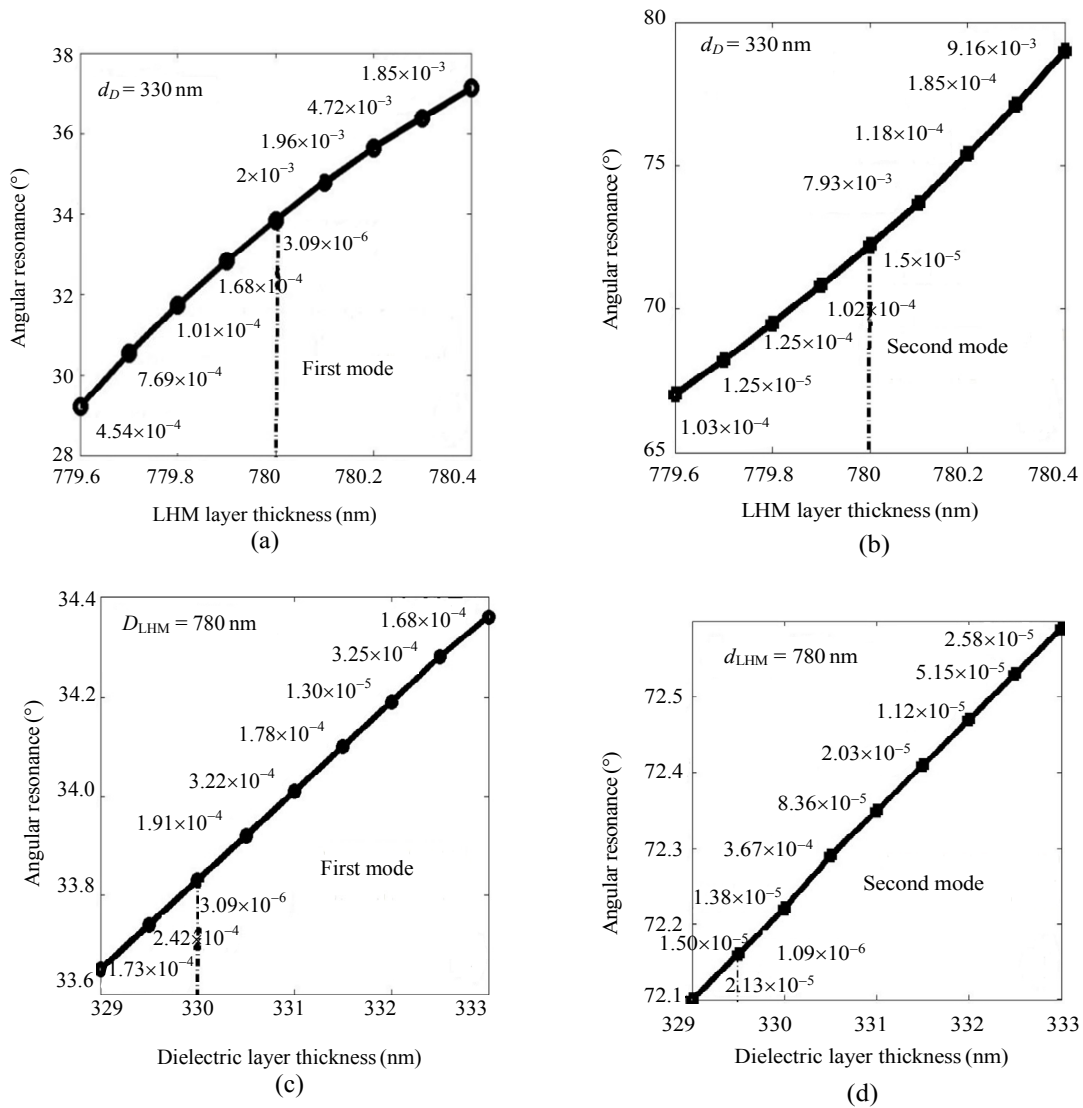 38
36
34
32
30
28
Angular resonance (°)
d_D = 330 nm
1.85×10⁻³
4.72×10⁻³
1.96×10⁻³
2×10⁻³
3.09×10⁻⁶
1.68×10⁻⁴
1.01×10⁻⁴
7.69×10⁻⁴
4.54×10⁻⁴
First mode
779.6 779.8 780 780.2 780.4
LHM layer thickness (nm)
(a)
80
75
70
65
Angular resonance (°)
d_D = 330 nm
9.16×10⁻³
1.85×10⁻⁴
1.18×10⁻⁴
7.93×10⁻³
1.5×10⁻⁵
1.02×10⁻⁴
1.25×10⁻⁴
1.25×10⁻⁵
1.03×10⁻⁴
Second mode
779.6 779.8 780 780.2 780.4
LHM layer thickness (nm)
(b)
34.4
34.2
34.0
33.8
33.6
Angular resonance (°)
D_LHM = 780 nm
1.68×10⁻⁴
3.25×10⁻⁴
1.30×10⁻⁵
1.78×10⁻⁴
3.22×10⁻⁴
1.91×10⁻⁴
3.09×10⁻⁶
2.42×10⁻⁴
1.73×10⁻⁴
First mode
329 330 331 332 333
Dielectric layer thickness (nm)
(c)
72.5
72.4
72.3
72.2
72.1
Angular resonance (°)
d_LHM = 780 nm
2.58×10⁻⁵
5.15×10⁻⁵
1.12×10⁻⁵
2.03×10⁻⁵
8.36×10⁻⁵
3.67×10⁻⁴
1.38×10⁻⁵
1.50×10⁻⁵
1.09×10⁻⁶
2.13×10⁻⁵
Second mode
329 330 331 332 333
Dielectric layer thickness (nm)
(d)